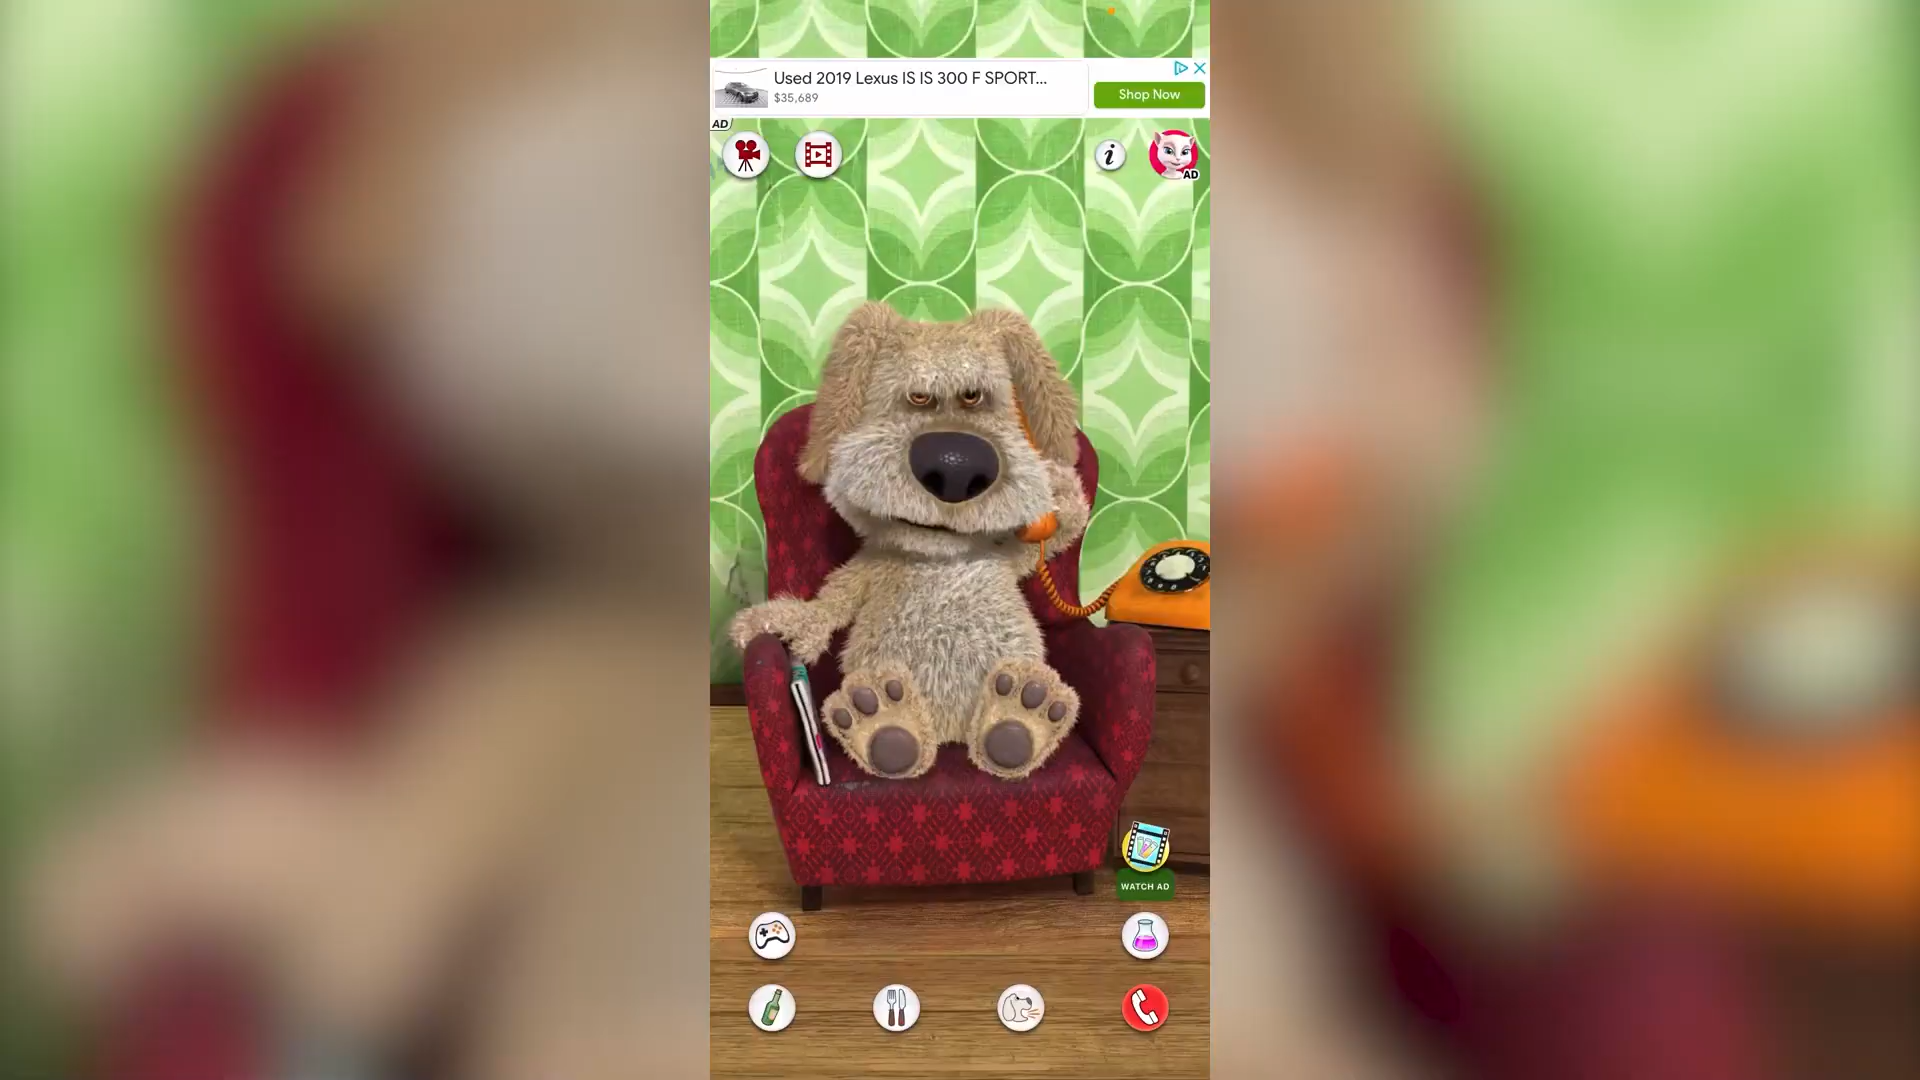 Used 2019 Lexus IS IS 300 F SPORT...
$35,689
Shop Now
AD
i
AD
WATCH AD